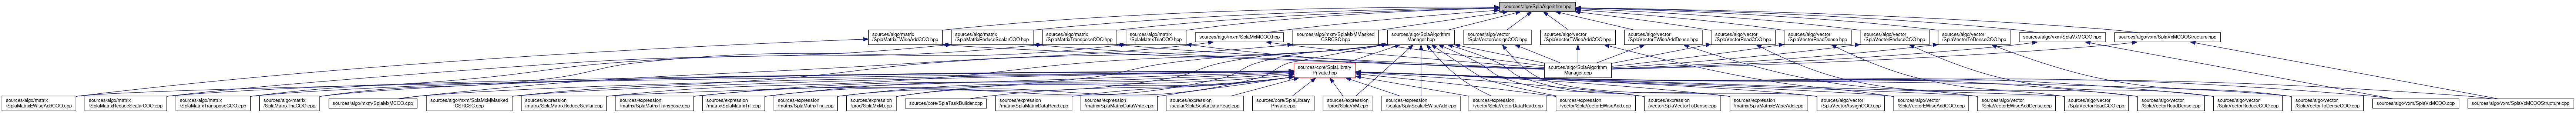 sources/algo/SplaAlgorithm.hpp
sources/algo/matrix
/SplaMatrixEWiseAddCOO.hpp
sources/algo/matrix
/SplaMatrixReduceScalarCOO.hpp
sources/algo/matrix
/SplaMatrixTransposeCOO.hpp
sources/algo/matrix
/SplaMatrixTrilCOO.hpp
sources/algo/mxm/SplaMxMCOO.hpp
sources/algo/mxm/SplaMxMMasked
CSRCSC.hpp
sources/algo/SplaAlgorithm
Manager.hpp
sources/algo/vector
/SplaVectorAssignCOO.hpp
sources/algo/vector
/SplaVectorEWiseAddCOO.hpp
sources/algo/vector
/SplaVectorEWiseAddDense.hpp
sources/algo/vector
/SplaVectorReadCOO.hpp
sources/algo/vector
/SplaVectorReadDense.hpp
sources/algo/vector
/SplaVectorReduceCOO.hpp
sources/algo/vector
/SplaVectorToDenseCOO.hpp
sources/algo/vxm/SplaVxMCOO.hpp
sources/algo/vxm/SplaVxMCOOStructure.hpp
sources/core/SplaLibrary
Private.hpp
sources/algo/SplaAlgorithm
Manager.cpp
sources/algo/matrix
/SplaMatrixEWiseAddCOO.cpp
sources/algo/matrix
/SplaMatrixReduceScalarCOO.cpp
sources/algo/matrix
/SplaMatrixTransposeCOO.cpp
sources/algo/matrix
/SplaMatrixTrilCOO.cpp
sources/algo/mxm/SplaMxMCOO.cpp
sources/algo/mxm/SplaMxMMasked
CSRCSC.cpp
sources/expression
/matrix/SplaMatrixReduceScalar.cpp
sources/expression
/matrix/SplaMatrixTranspose.cpp
sources/expression
/matrix/SplaMatrixTril.cpp
sources/expression
/matrix/SplaMatrixTriu.cpp
sources/expression
/prod/SplaMxM.cpp
sources/core/SplaTaskBuilder.cpp
sources/expression
/matrix/SplaMatrixDataRead.cpp
sources/expression
/matrix/SplaMatrixDataWrite.cpp
sources/expression
/scalar/SplaScalarDataRead.cpp
sources/core/SplaLibrary
Private.cpp
sources/expression
/prod/SplaVxM.cpp
sources/expression
/scalar/SplaScalarEWiseAdd.cpp
sources/expression
/vector/SplaVectorDataRead.cpp
sources/expression
/vector/SplaVectorEWiseAdd.cpp
sources/expression
/vector/SplaVectorToDense.cpp
sources/expression
/matrix/SplaMatrixEWiseAdd.cpp
sources/algo/vector
/SplaVectorAssignCOO.cpp
sources/algo/vector
/SplaVectorEWiseAddCOO.cpp
sources/algo/vector
/SplaVectorEWiseAddDense.cpp
sources/algo/vector
/SplaVectorReadCOO.cpp
sources/algo/vector
/SplaVectorReadDense.cpp
sources/algo/vector
/SplaVectorReduceCOO.cpp
sources/algo/vector
/SplaVectorToDenseCOO.cpp
sources/algo/vxm/SplaVxMCOO.cpp
sources/algo/vxm/SplaVxMCOOStructure.cpp